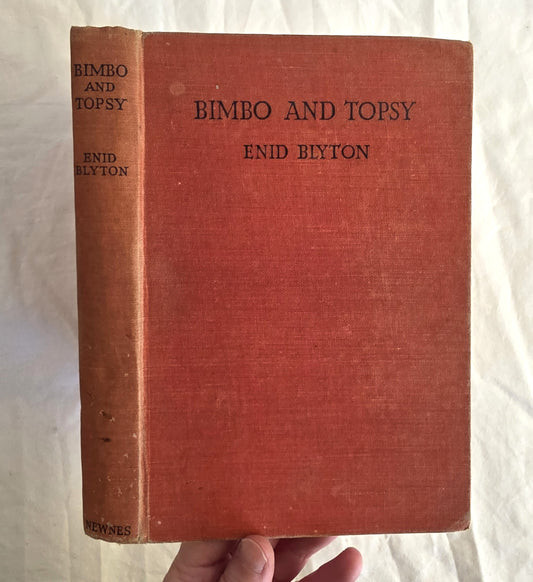 BIMBO
AND
TOPSY
ENID
BLYTON
NEWNES
BIMBO AND TOPSY
ENID BLYTON